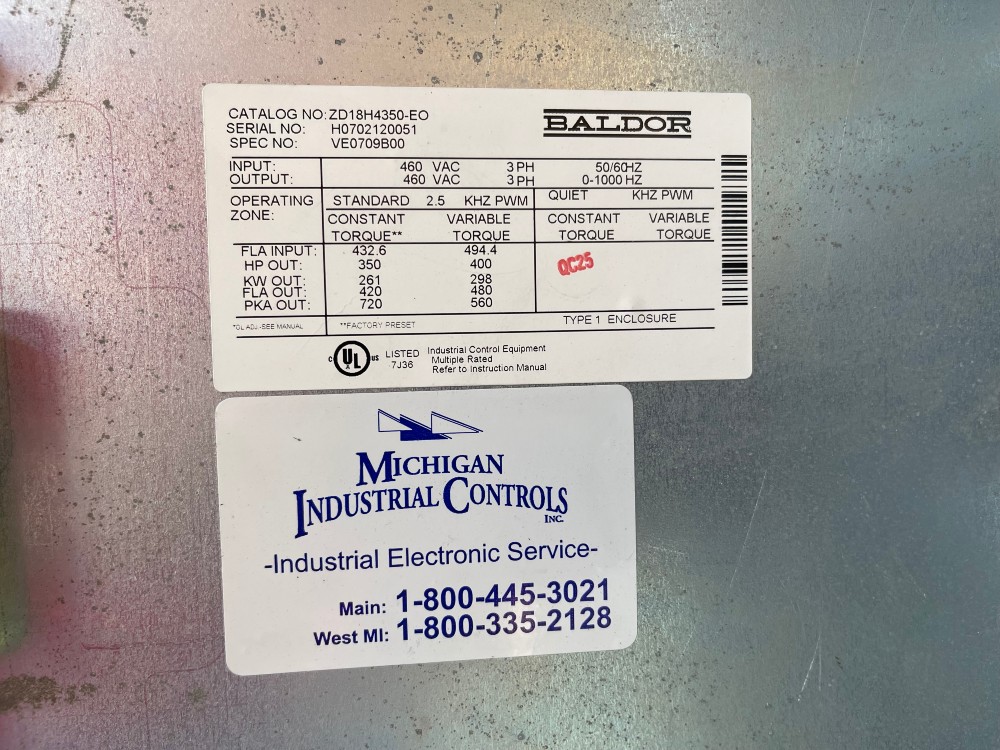 CATALOG NO: ZD18H4350-EO
SERIAL NO: H0702120051
SPEC NO: VE0709B00
BALDOR
INPUT: 460 VAC 3 PH 50/60HZ
OUTPUT: 460 VAC 3 PH 0-1000 HZ
OPERATING ZONE: STANDARD 2.5 KHZ PWM QUIET KHZ PWM
CONSTANT TORQUE** VARIABLE TORQUE CONSTANT TORQUE VARIABLE TORQUE
FLA INPUT: 432.6 494.4
HP OUT: 350 400
KW OUT: 261 298
FLA OUT: 420 480
PKA OUT: 720 560
QC25
*OL ADJ.-SEE MANUAL **FACTORY PRESET TYPE 1 ENCLOSURE
c UL us LISTED 7J36
Industrial Control Equipment
Multiple Rated
Refer to Instruction Manual
MICHIGAN
INDUSTRIAL CONTROLS
INC.
-Industrial Electronic Service-
Main: 1-800-445-3021
West MI: 1-800-335-2128